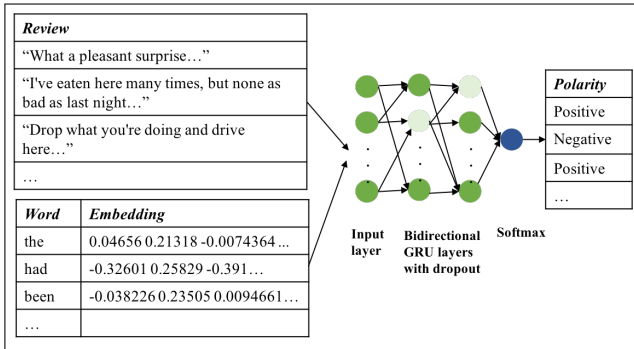 Review
“What a pleasant surprise…”
“I've eaten here many times, but none as
bad as last night…”
“Drop what you're doing and drive
here…”
…
Word Embedding
the 0.04656 0.21318 -0.0074364 ...
had -0.32601 0.25829 -0.391…
been -0.038226 0.23505 0.0094661…
…
Input
layer
Bidirectional
GRU layers
with dropout
Softmax
Polarity
Positive
Negative
Positive
…